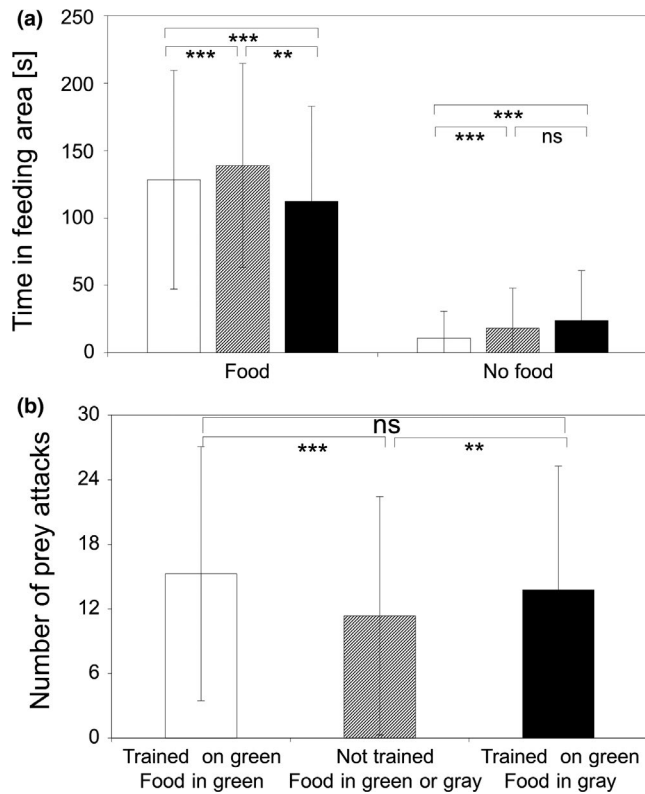 (a)
250
200
150
100
50
0
Time in feeding area [s]
***
*** **
***
*** ns
Food No food
(b)
30
24
18
12
6
0
Number of prey attacks
ns
*** **
Trained on green Not trained Trained on green
Food in green Food in green or gray Food in gray